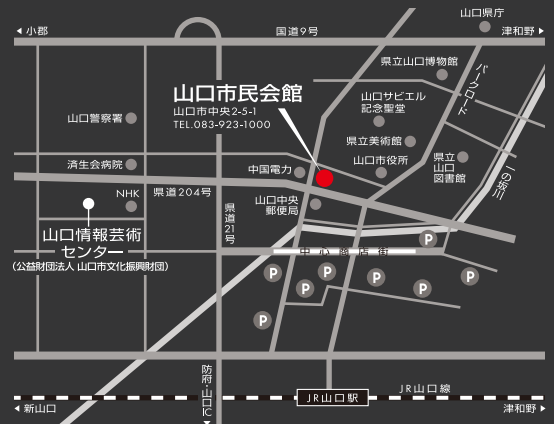 山口県庁
小郡
国道9号
津和野
県立山口博物館
パークロード
山口市民会館
山口市中央2-5-1
TEL.083-923-1000
山口サビエル
記念聖堂
山口警察署
県立美術館
済生会病院
中国電力
山口市役所
県立
山口
図書館
一の坂川
NHK
県道204号
山口中央
郵便局
県道21号
山口情報芸術
センター
(公益財団法人 山口市文化振興財団)
中心商店街
P
P
P
P
P
P
P
P
防府・山口IC
JR山口駅
JR山口線
新山口
津和野